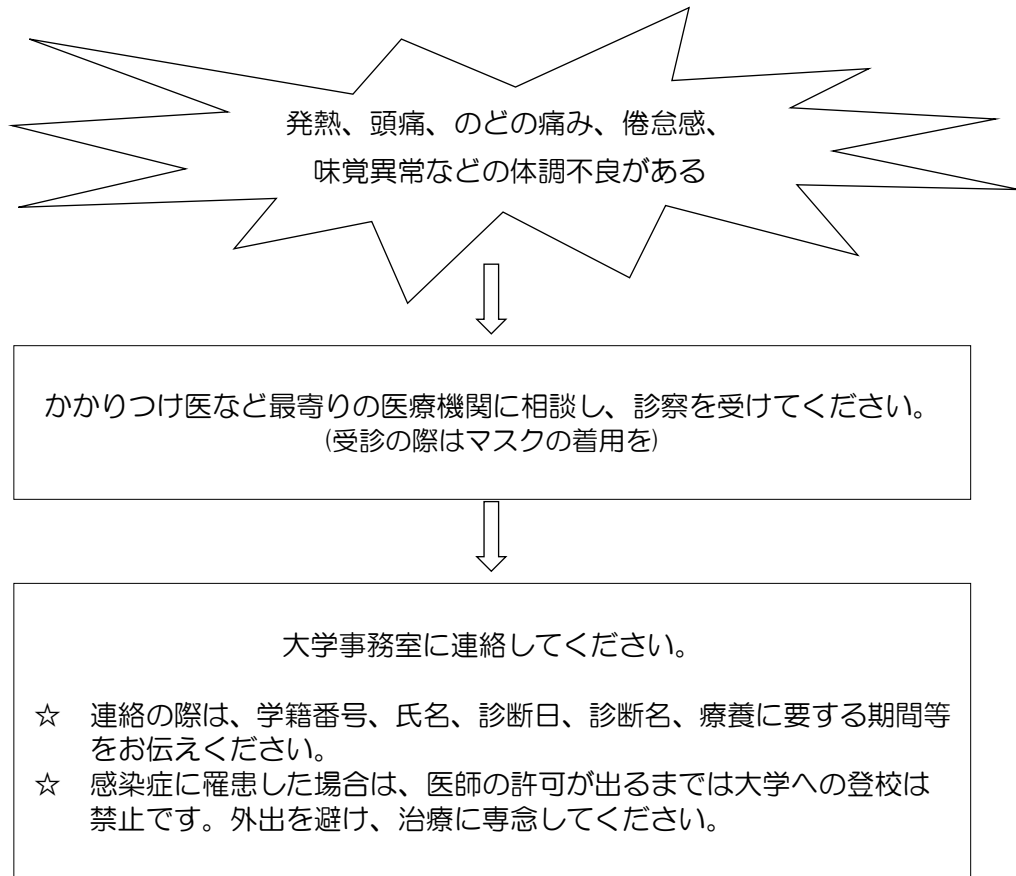 発熱、頭痛、のどの痛み、倦怠感、
味覚異常などの体調不良がある
かかりつけ医など最寄りの医療機関に相談し、診察を受けてください。
(受診の際はマスクの着用を)
大学事務室に連絡してください。
☆ 連絡の際は、学籍番号、氏名、診断日、診断名、療養に要する期間等
をお伝えください。
☆ 感染症に罹患した場合は、医師の許可が出るまでは大学への登校は
禁止です。外出を避け、治療に専念してください。